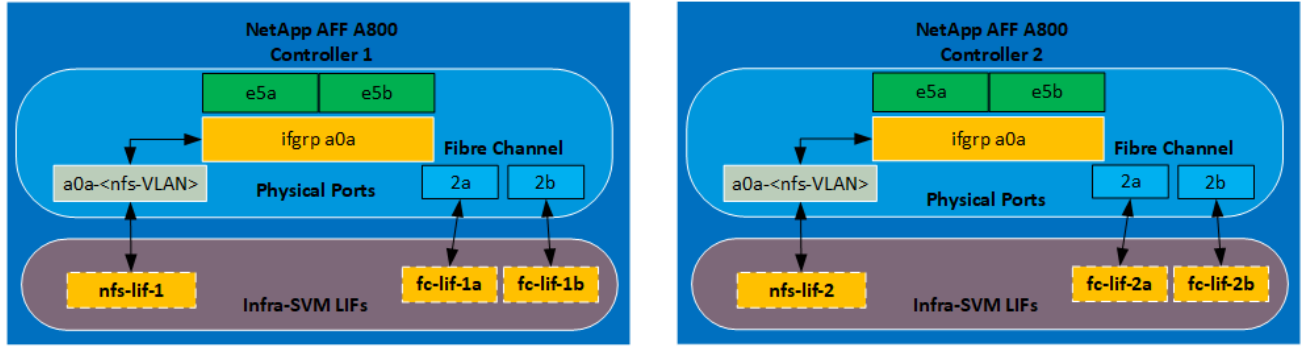 NetApp AFF A800
Controller 1
e5a
e5b
ifgrp a0a
Fibre Channel
a0a-<nfs-VLAN>
2a
2b
Physical Ports
nfs-lif-1
fc-lif-1a
fc-lif-1b
Infra-SVM LIFs
NetApp AFF A800
Controller 2
e5a
e5b
ifgrp a0a
Fibre Channel
a0a-<nfs-VLAN>
2a
2b
Physical Ports
nfs-lif-2
fc-lif-2a
fc-lif-2b
Infra-SVM LIFs